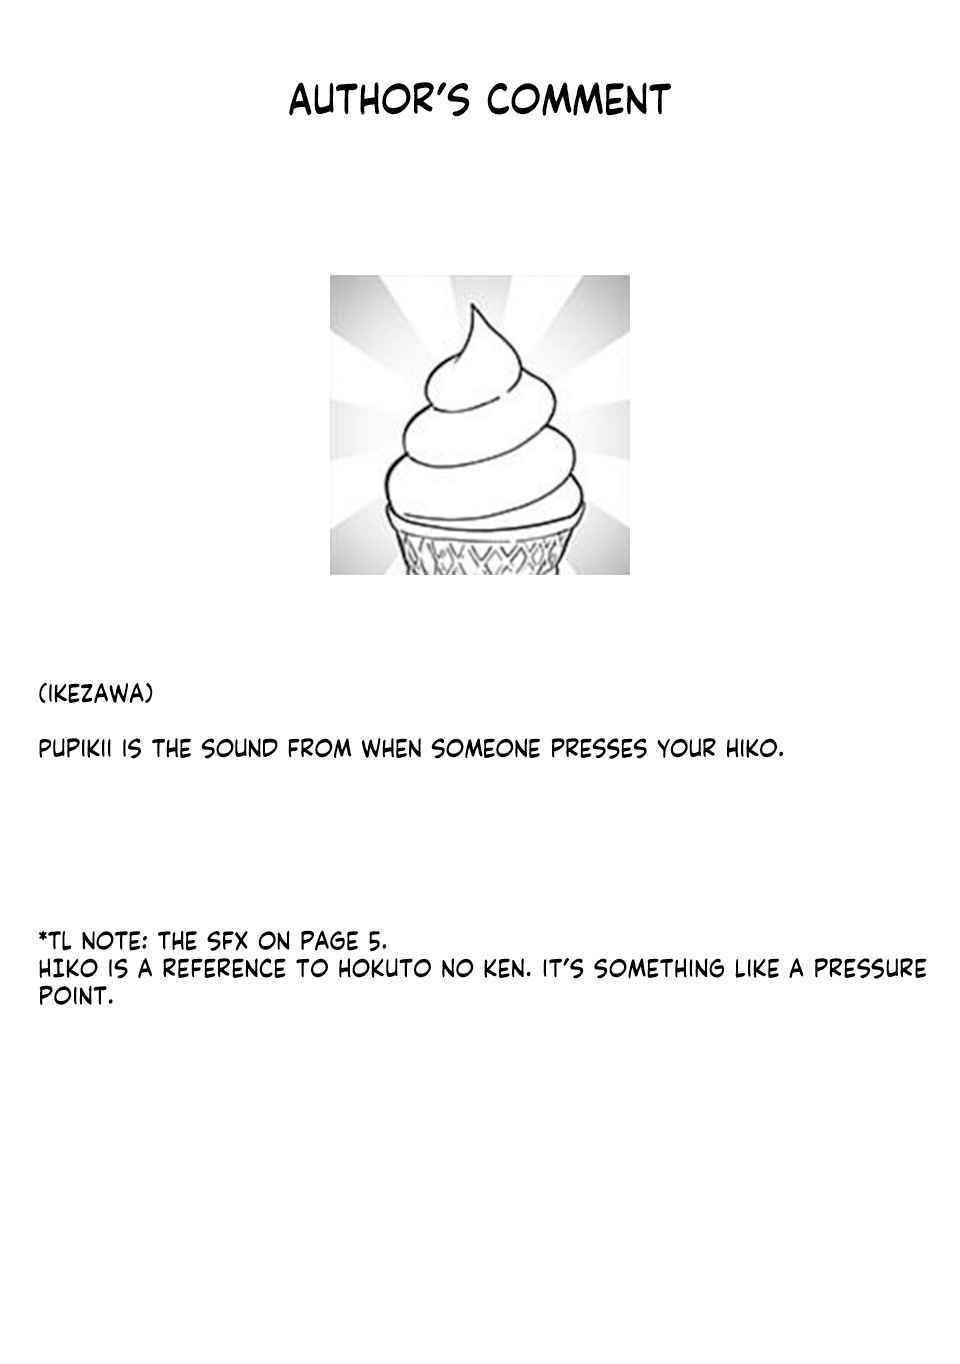 AUTHOR'S COMMENT
(IKEZAWA)
PUPIKII IS THE SOUND FROM WHEN SOMEONE PRESSES YOUR HIKO.
*TL NOTE: THE SFX ON PAGE 5.
HIKO IS A REFERENCE TO HOKUTO NO KEN. IT'S SOMETHING LIKE A PRESSURE
POINT.